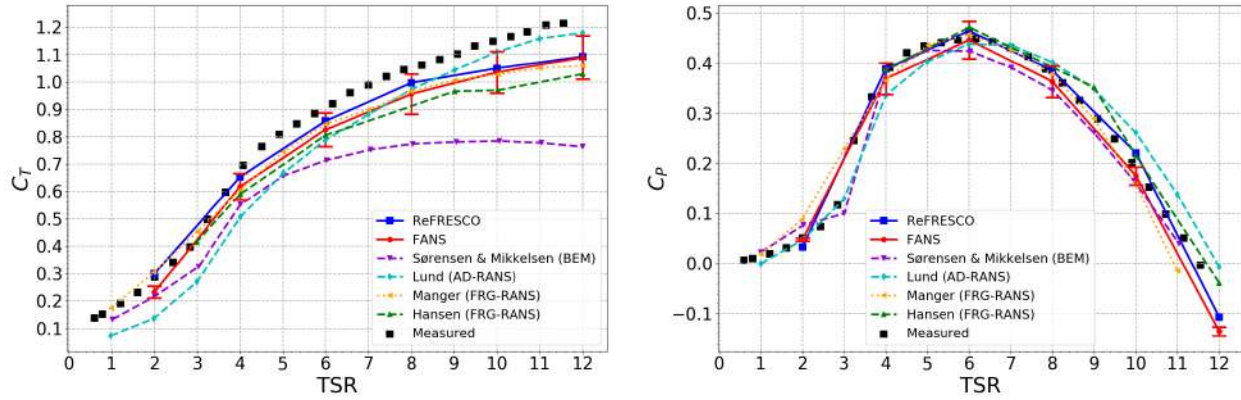 1.2
1.1
1.0
0.9
0.8
0.7
0.6
0.5
0.4
0.3
0.2
0.1
C_T
0 1 2 3 4 5 6 7 8 9 10 11 12
TSR
ReFRESCO
FANS
Sørensen & Mikkelsen (BEM)
Lund (AD-RANS)
Manger (FRG-RANS)
Hansen (FRG-RANS)
Measured
0.5
0.4
0.3
0.2
0.1
0.0
−0.1
C_P
0 1 2 3 4 5 6 7 8 9 10 11 12
TSR
ReFRESCO
FANS
Sørensen & Mikkelsen (BEM)
Lund (AD-RANS)
Manger (FRG-RANS)
Hansen (FRG-RANS)
Measured